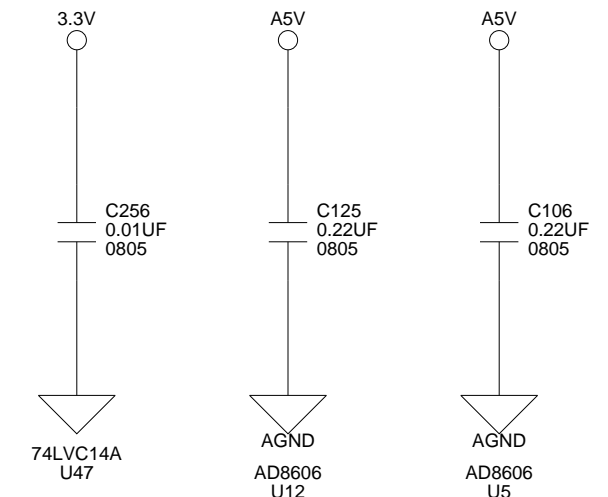 3.3V
A5V
A5V
C256
0.01UF
0805
C125
0.22UF
0805
C106
0.22UF
0805
74LVC14A
U47
AGND
AD8606
U12
AGND
AD8606
U5